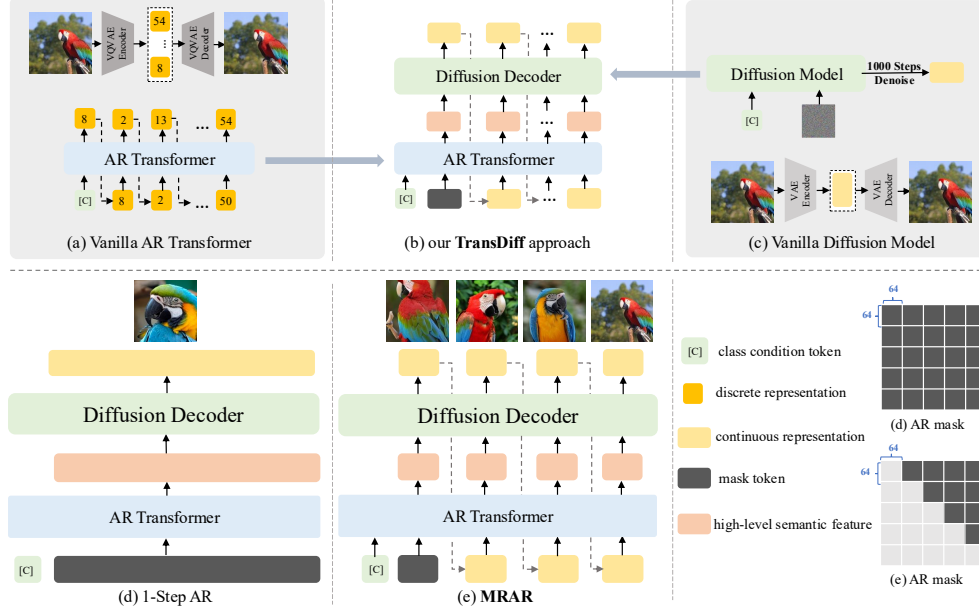 VQVAE
Encoder
54
...
8
VQVAE
Decoder
8
2
13
...
54
AR Transformer
[C]
8
2
...
50
(a) Vanilla AR Transformer
...
Diffusion Decoder
...
AR Transformer
[C]
...
(b) our TransDiff approach
Diffusion Model
1000 Steps
Denoise
[C]
VAE
Encoder
VAE
Decoder
(c) Vanilla Diffusion Model
Diffusion Decoder
AR Transformer
[C]
(d) 1-Step AR
Diffusion Decoder
AR Transformer
[C]
(e) MRAR
[C]
class condition token
discrete representation
continuous representation
mask token
high-level semantic feature
64
64
(d) AR mask
64
64
(e) AR mask